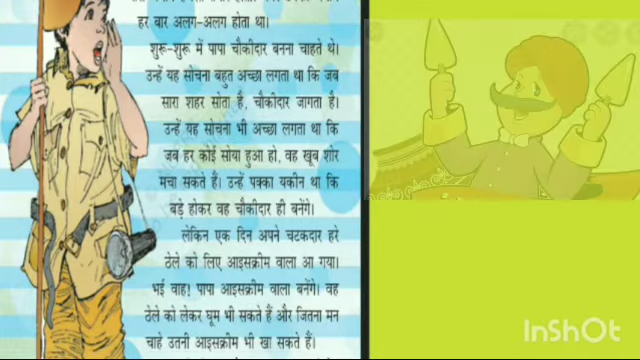 हर बार अलग-अलग होता था।
शुरू-शुरू में पापा चौकीदार बनना चाहते थे।
उन्हें यह सोचना बहुत अच्छा लगता था कि जब
सारा शहर सोता है, चौकीदार जागता है।
उन्हें यह सोचना भी अच्छा लगता था कि
जब हर कोई सोया हुआ हो, वह खूब शोर
मचा सकते हैं। उन्हें पक्का यकीन था कि
बड़े होकर वह चौकीदार ही बनेंगे।
लेकिन एक दिन अपने चटकदार हरे
ठेले को लिए आइसक्रीम वाला आ गया।
भई वाह! पापा आइसक्रीम वाला बनेंगे। वह
ठेले को लेकर घूम भी सकते हैं और जितना मन
चाहे उतनी आइसक्रीम भी खा सकते हैं।
InShOt